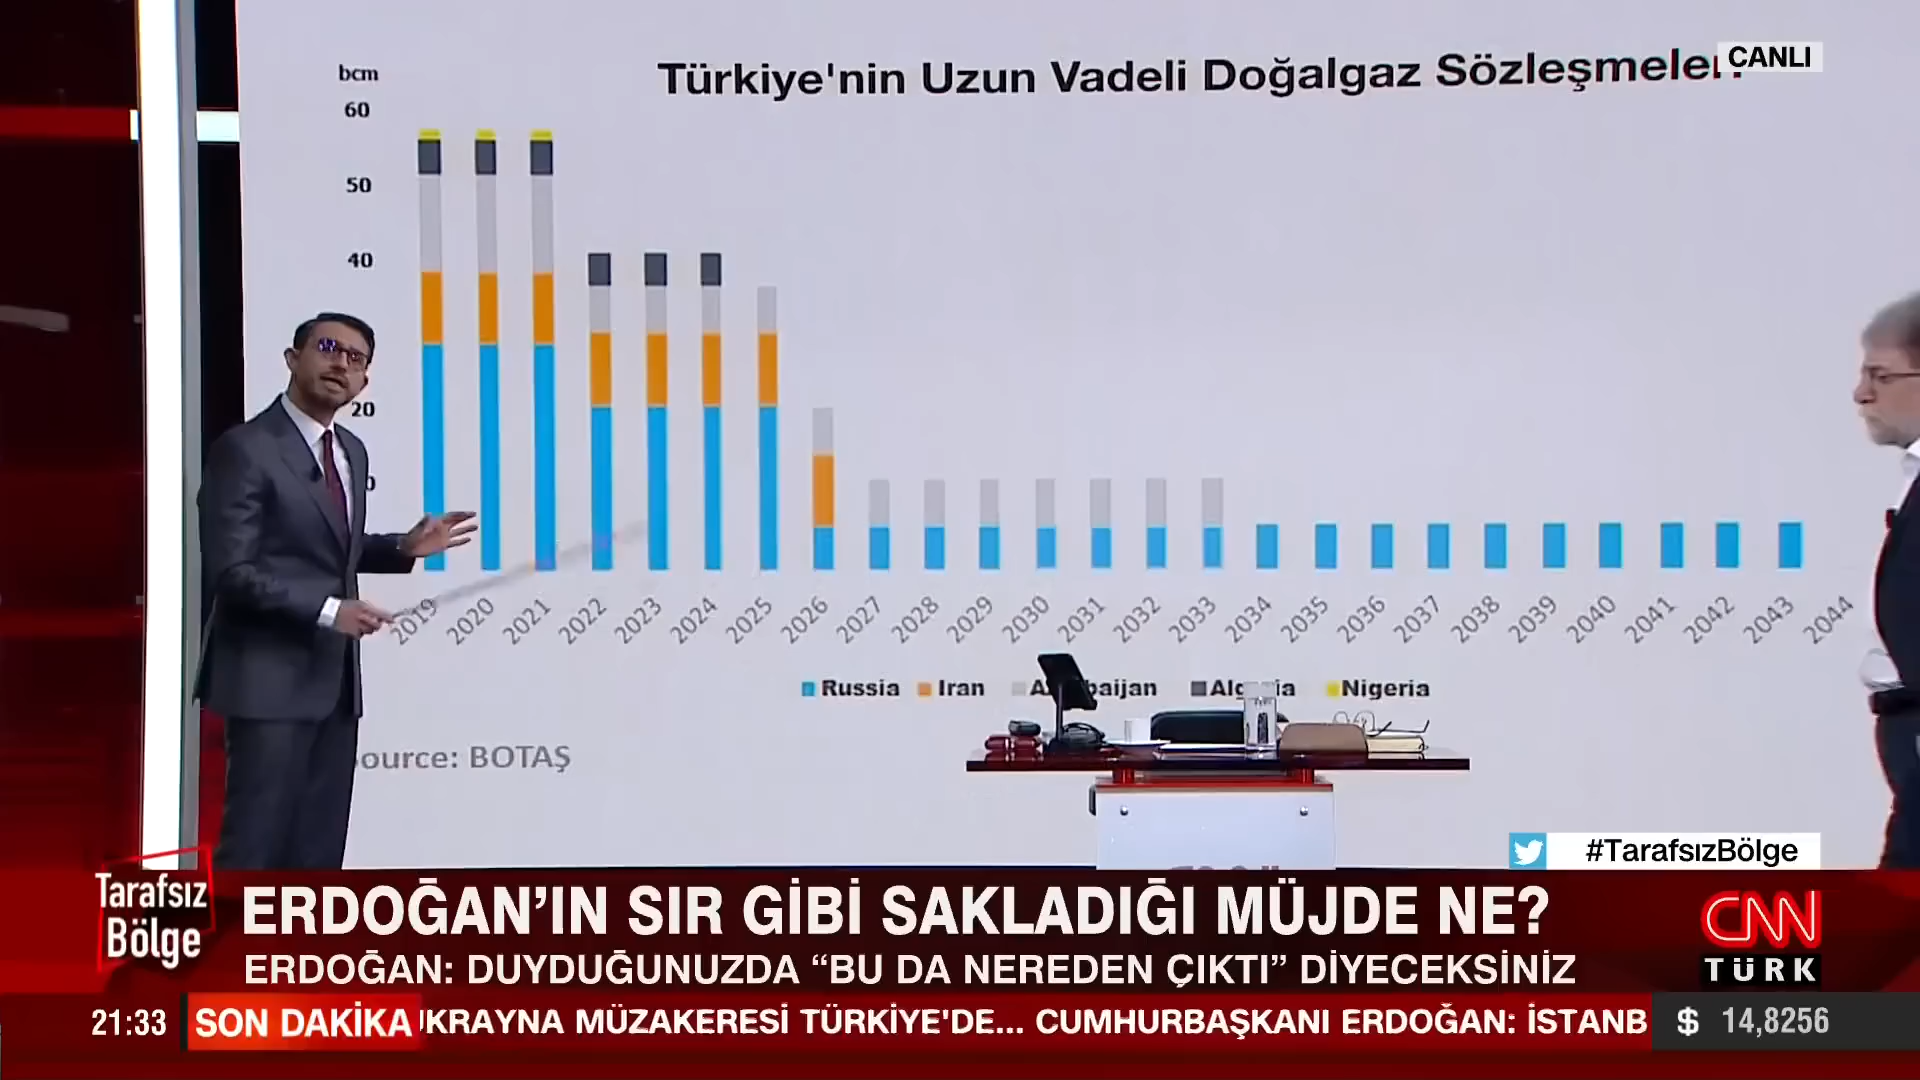 CANLI
Türkiye'nin Uzun Vadeli Doğalgaz
bcm
60
50
40
20
2019 2020 2021 2022 2023 2024 2025 2026 2027 2028 2029 2030 2031 2032 2033 2034 2035 2036 2037 2038 2039 2040 2041 2042 2043 2044
Russia Iran Nigeria
BOTAŞ
#TarafsızBölge
Tarafsız
Bölge
ERDOĞAN’IN SIR GİBİ SAKLADIĞI MÜJDE NE?
ERDOĞAN: DUYDUĞUNUZDA “BU DA NEREDEN ÇIKTI” DİYECEKSİNİZ
CNN
TÜRK
21:33 SON DAKİKA MÜZAKERESİ TÜRKİYE'DE... CUMHURBAŞKANI ERDOĞAN: $ 14,8256